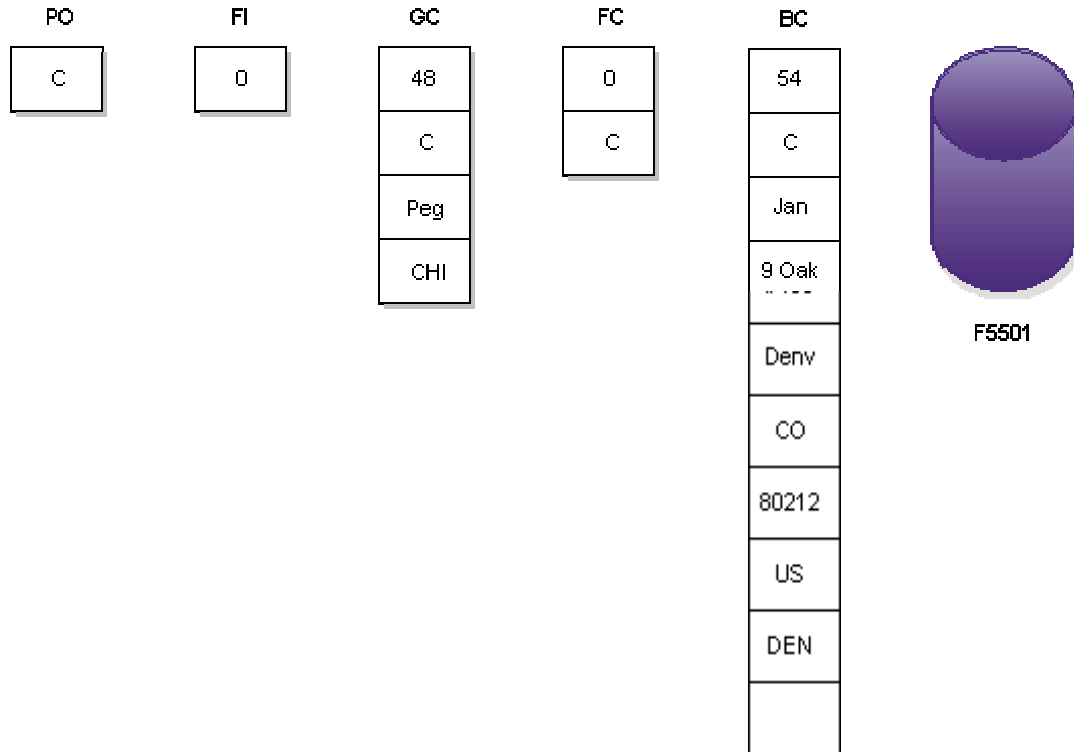 PO FI GC FC BC
C 0 48 0 54
C C C
Peg Jan
CHI 9 Oak
F5501
Denv
CO
80212
US
DEN